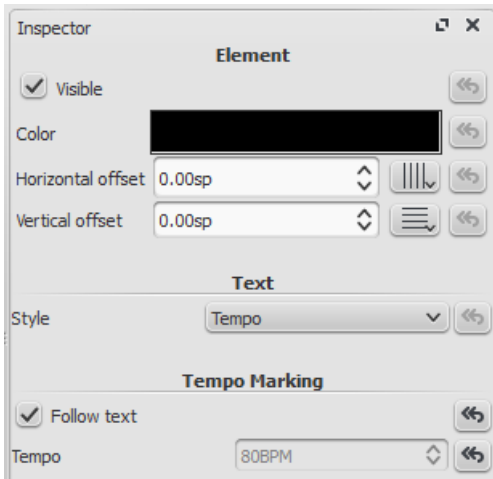 Inspector
Element
Visible
Color
Horizontal offset 0.00sp
Vertical offset 0.00sp
Text
Style Tempo
Tempo Marking
Follow text
Tempo 80BPM